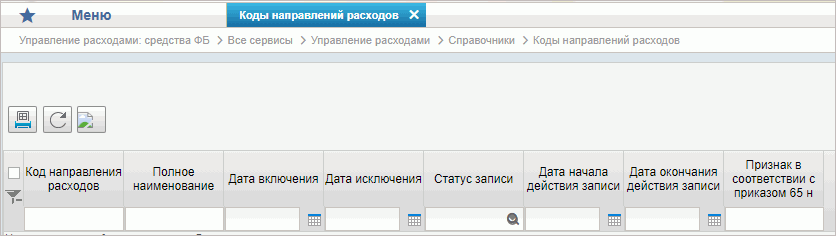 Меню
Коды направлений расходов
Управление расходами: средства ФБ > Все сервисы > Управление расходами > Справочники > Коды направлений расходов
Код направления расходов
Полное наименование
Дата включения
Дата исключения
Статус записи
Дата начала действия записи
Дата окончания действия записи
Признак в соответствии с приказом 65 н